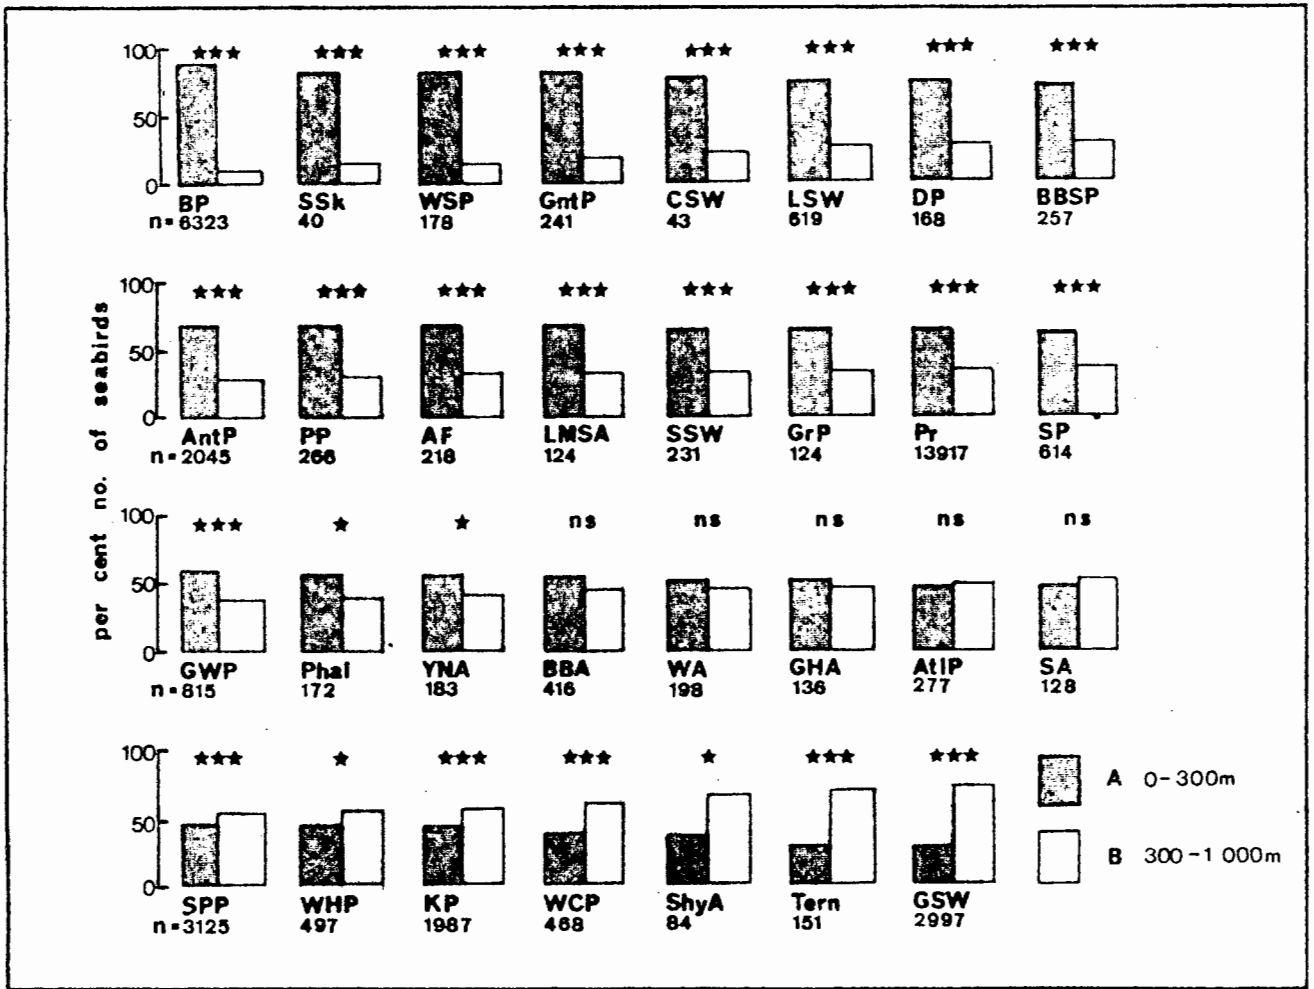 per cent no. of seabirds
100 ★★★ ★★★ ★★★ ★★★ ★★★ ★★★ ★★★ ★★★
50
0
BP SSk WSP GntP CSW LSW DP BBSP
n=6323 40 178 241 43 619 168 257
100 ★★★ ★★★ ★★★ ★★★ ★★★ ★★★ ★★★ ★★★
50
0
AntP PP AF LMSA SSW GrP Pr SP
n=2045 266 218 124 231 124 13917 614
100 ★★★ ★ ★ ns ns ns ns ns
50
0
GWP Phal YNA BBA WA GHA AtlP SA
n=815 172 183 416 198 136 277 128
100 ★★★ ★ ★★★ ★★★ ★ ★★★ ★★★
50
0
SPP WHP KP WCP ShyA Tern GSW
n=3125 497 1987 468 84 151 2997
A 0-300m
B 300-1 000m